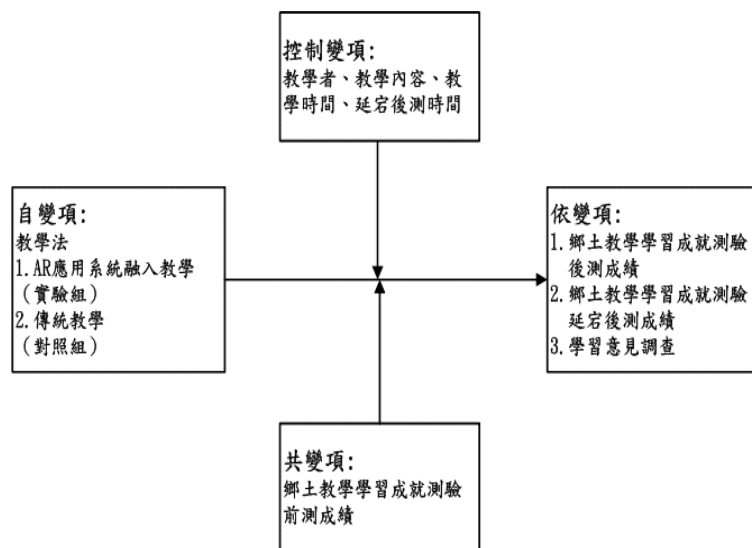 控制變項:
教學者、教學內容、教
學時間、延宕後測時間
自變項:
教學法
1.AR應用系統融入教學
(實驗組)
2.傳統教學
(對照組)
依變項:
1.鄉土教學學習成就測驗
後測成績
2.鄉土教學學習成就測驗
延宕後測成績
3.學習意見調查
共變項:
鄉土教學學習成就測驗
前測成績